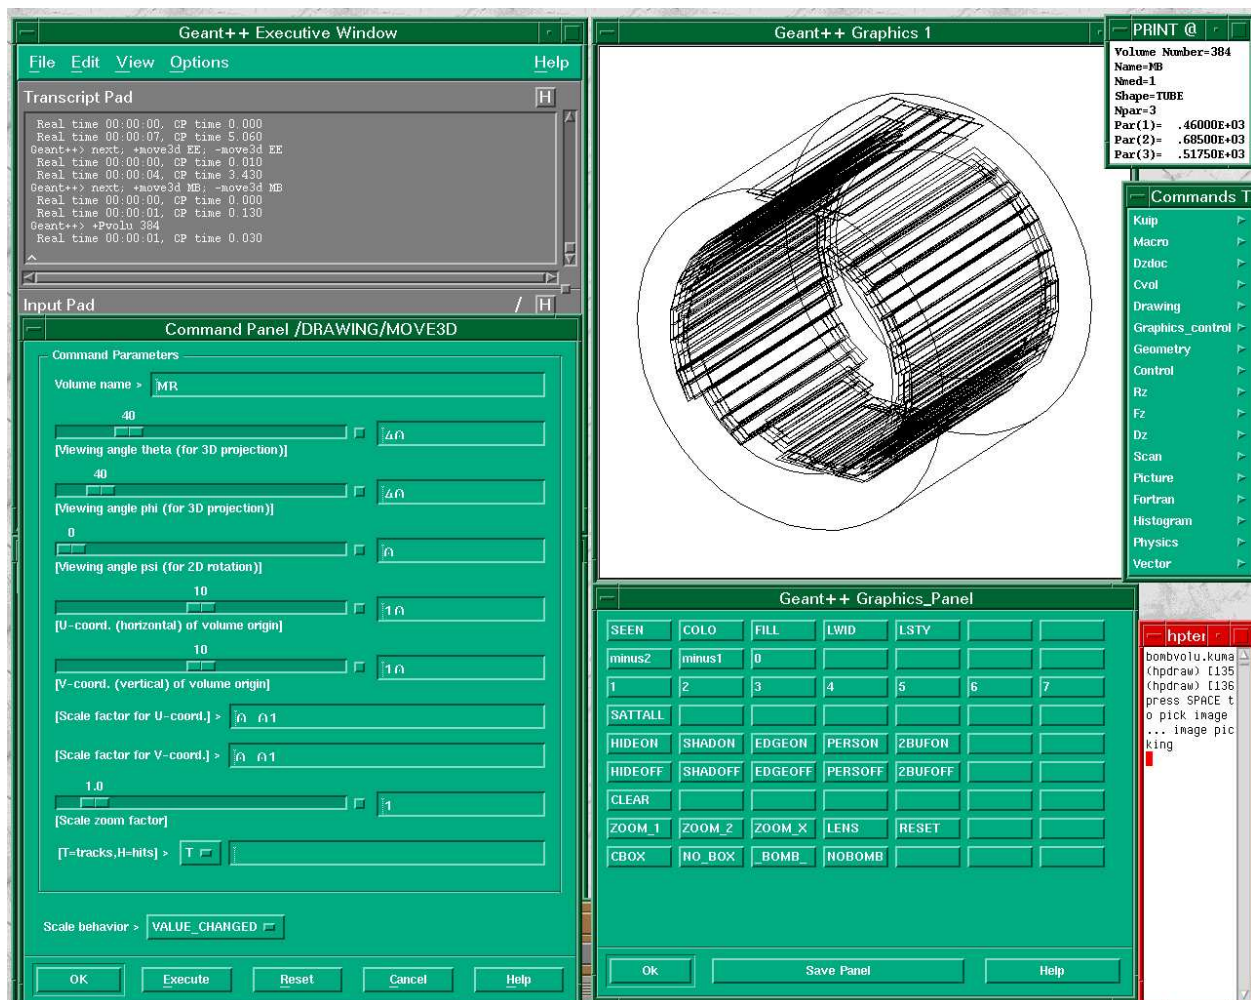 Geant++ Executive Window
File Edit View Options Help
Transcript Pad H
Real time 00:00:00, CP time 0.000
Real time 00:00:07, CP time 5.060
Geant++> next; +move3d EE; -move3d EE
Real time 00:00:00, CP time 0.010
Real time 00:00:04, CP time 3.430
Geant++> next; +move3d MB; -move3d MB
Real time 00:00:00, CP time 0.000
Real time 00:00:01, CP time 0.130
Geant++> +Pvolu 384
Real time 00:00:01, CP time 0.030
^
Input Pad / H
Command Panel /DRAWING/MOVE3D
Command Parameters
Volume name >
40
40
[Viewing angle theta (for 3D projection)]
40
40
[Viewing angle phi (for 3D projection)]
0
0
[Viewing angle psi (for 2D rotation)]
10
10
[U-coord. (horizontal) of volume origin]
10
10
[V-coord. (vertical) of volume origin]
[Scale factor for U-coord.] > 0.01
[Scale factor for V-coord.] > 0.01
1.0
1
[Scale zoom factor]
[T=tracks,H=hits] > T
Scale behavior > VALUE_CHANGED
OK Execute Reset Cancel Help
Geant++ Graphics 1
PRINT @
Volume Number=384
Name=MB
Nmed=1
Shape=TUBE
Npar=3
Par(1)= .46000E+03
Par(2)= .68500E+03
Par(3)= .51750E+03
Commands T
Kuip
Macro
Dzdoc
Cvol
Drawing
Graphics_control
Geometry
Control
Rz
Fz
Dz
Scan
Picture
Fortran
Histogram
Physics
Vector
Geant++ Graphics_Panel
SEEN COLO FILL LWID LSTY
minus2 minus1 0
1 2 3 4 5 6 7
SATTALL
HIDEON SHADON EDGEON PERSON 2BUFON
HIDEOFF SHADOFF EDGEOFF PERSOFF 2BUFOFF
CLEAR
ZOOM_1 ZOOM_2 ZOOM_X LENS RESET
CBOX NO_BOX _BOMB_ NOBOMB
Ok Save Panel Help
hpter
bombvolu.kuma
(hpdraw) [135
(hpdraw) [136
press SPACE t
o pick image
... image pic
king